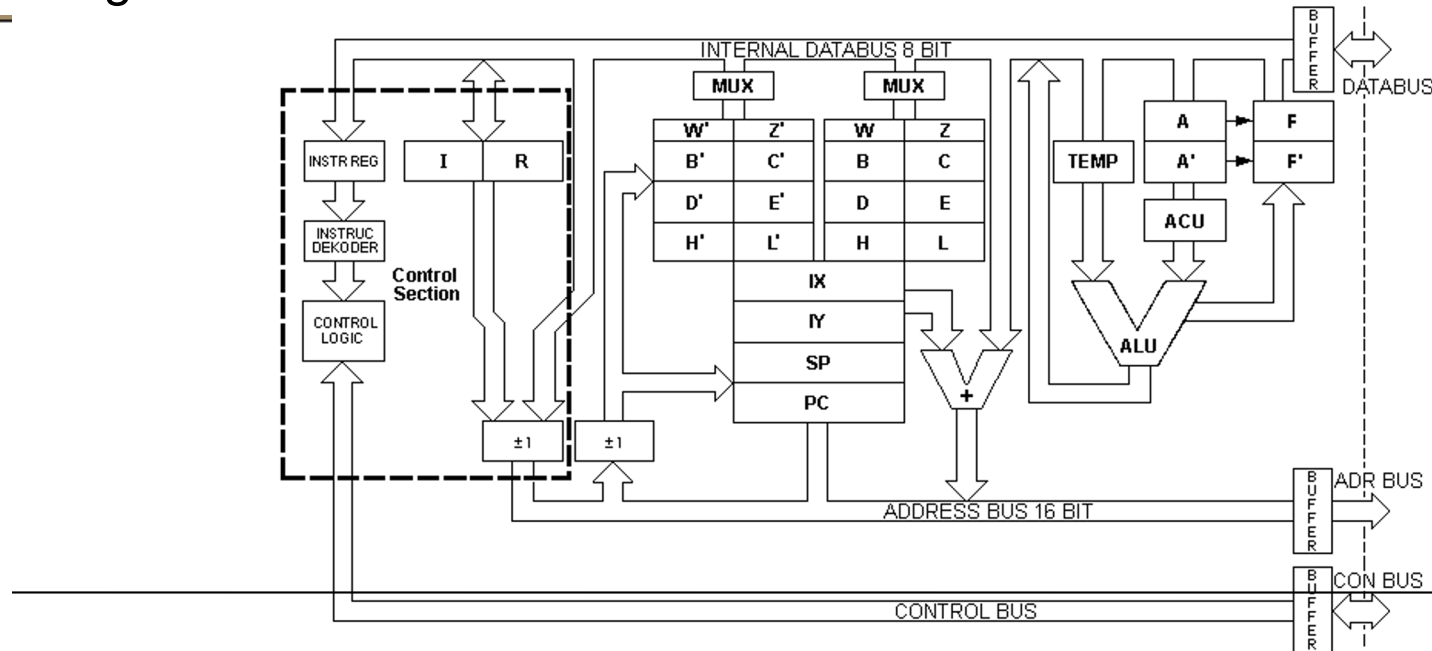 g
INTERNAL DATABUS 8 BIT
BUFFER
DATABUS
MUX
MUX
W' Z' W Z
B' C' B C
D' E' D E
H' L' H L
IX
IY
SP
PC
INSTR REG
I R
INSTRUC
DEKODER
Control
Section
CONTROL
LOGIC
±1
±1
+
TEMP
A F
A' F'
ACU
ALU
BUFFER
ADR BUS
ADDRESS BUS 16 BIT
BUFFER
CON BUS
CONTROL BUS